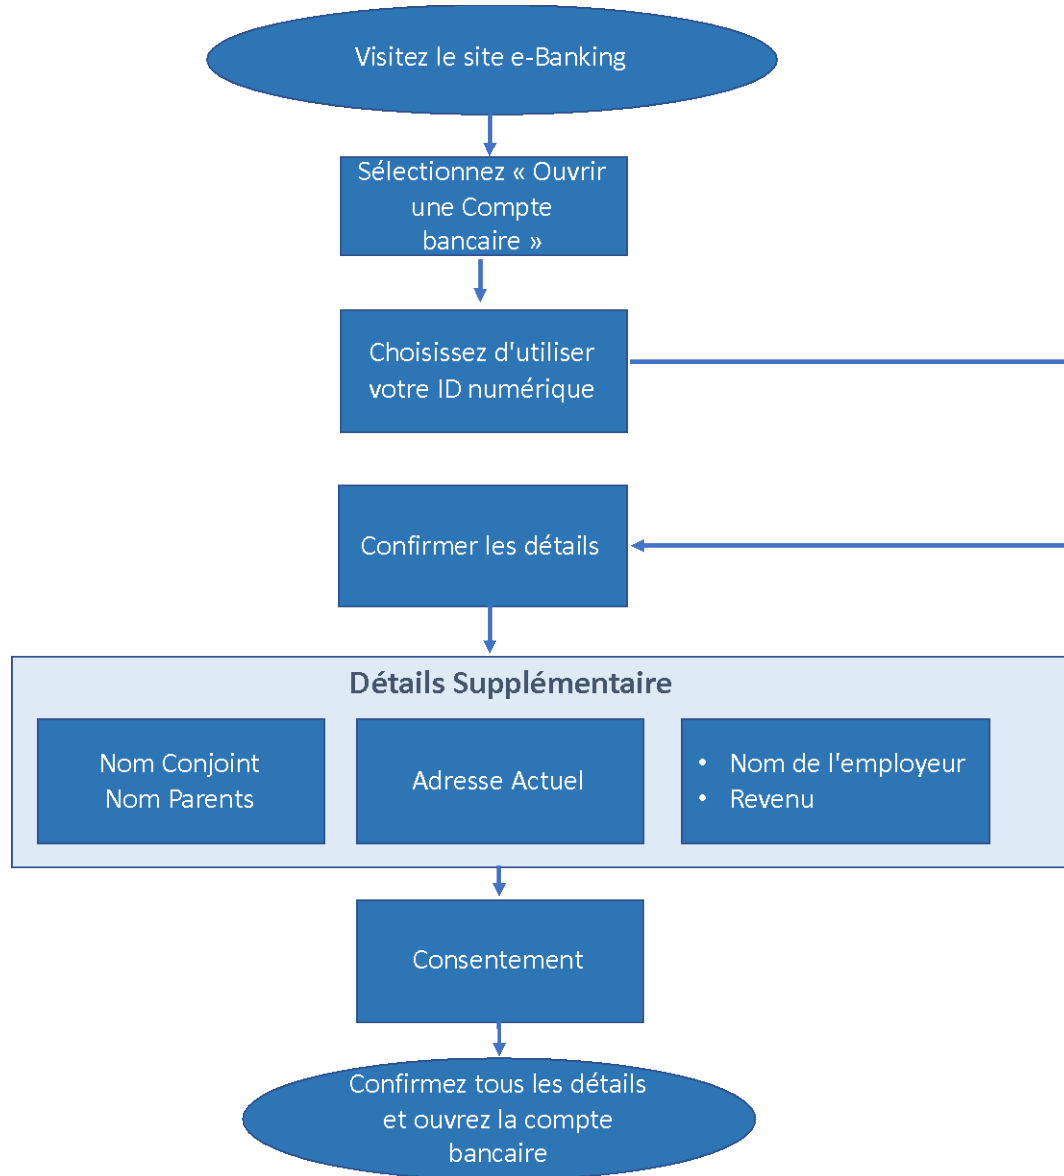 Visitez le site e-Banking
Sélectionnez « Ouvrir
une Compte
bancaire »
Choisissez d'utiliser
votre ID numérique
Confirmer les détails
Détails Supplémentaire
Nom Conjoint
Nom Parents
Adresse Actuel
• Nom de l'employeur
• Revenu
Consentement
Confirmez tous les détails
et ouvrez la compte
bancaire